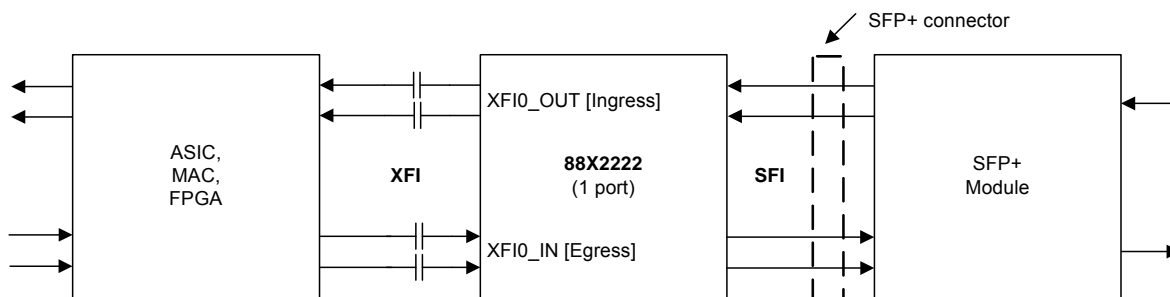 SFP+ connector
XFI0_OUT [Ingress]
ASIC,
MAC,
FPGA
XFI
88X2222
(1 port)
SFI
SFP+
Module
XFI0_IN [Egress]